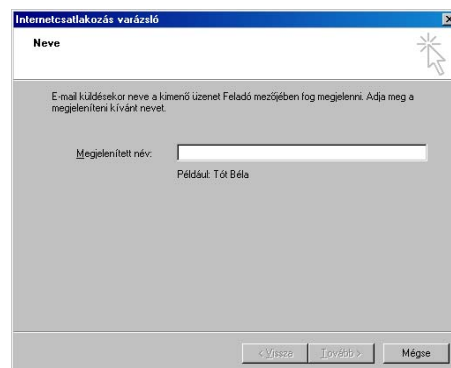 Internetcsatlakozás varázsló
Neve
E-mail küldésekor neve a kimenő üzenet Feladó mezőjében fog megjelenni. Adja meg a
megjeleníteni kívánt nevet.
Megjelenített név:
Például: Tót Béla
< Vissza
Tovább >
Mégse